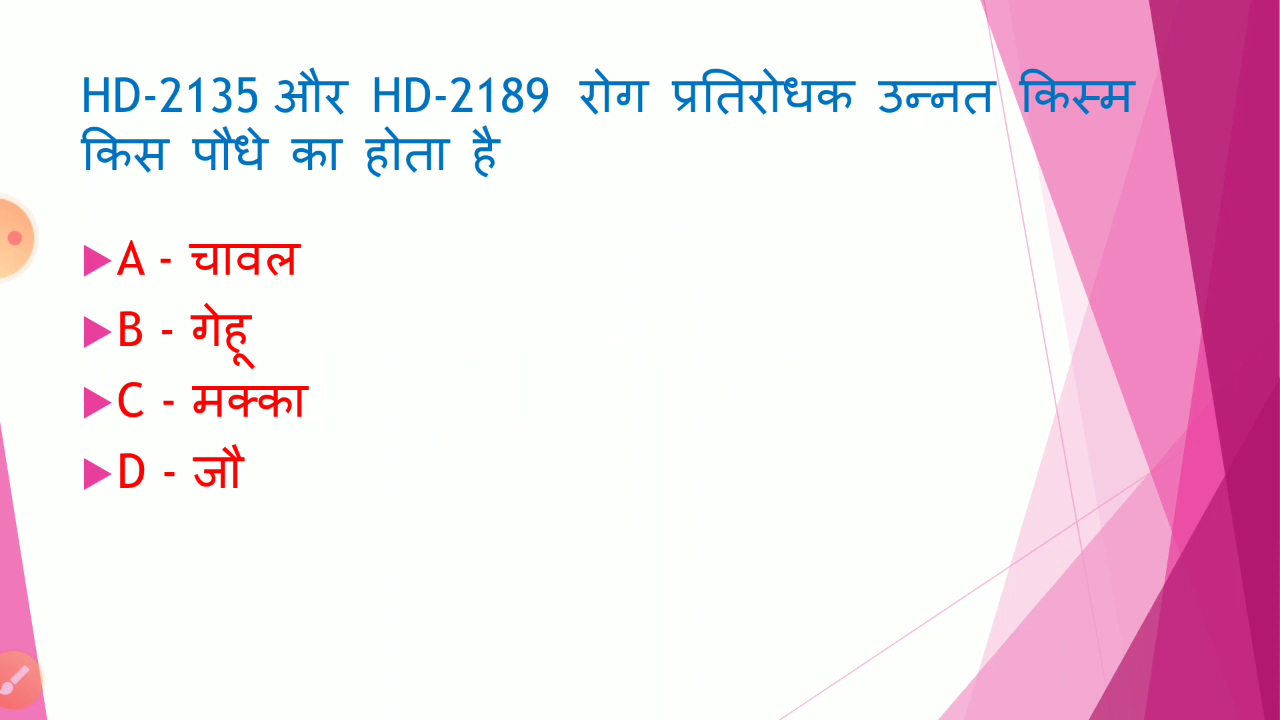 HD-2135 और HD-2189 रोग प्रतिरोधक उन्नत किस्म
किस पौधे का होता है
A - चावल
B - गेहू
C - मक्का
D - जौ